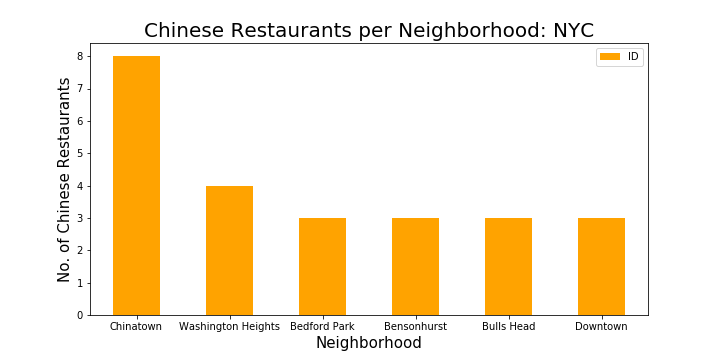 Chinese Restaurants per Neighborhood: NYC
ID
No. of Chinese Restaurants
8
7
6
5
4
3
2
1
0
Chinatown Washington Heights Bedford Park Bensonhurst Bulls Head Downtown
Neighborhood